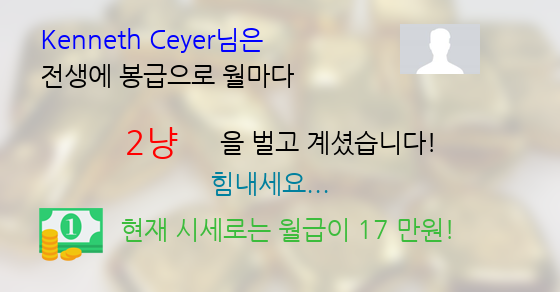 Kenneth Ceyer님은
전생에 봉급으로 월마다
2냥 을 벌고 계셨습니다!
힘내세요...
1
현재 시세로는 월급이 17 만원!